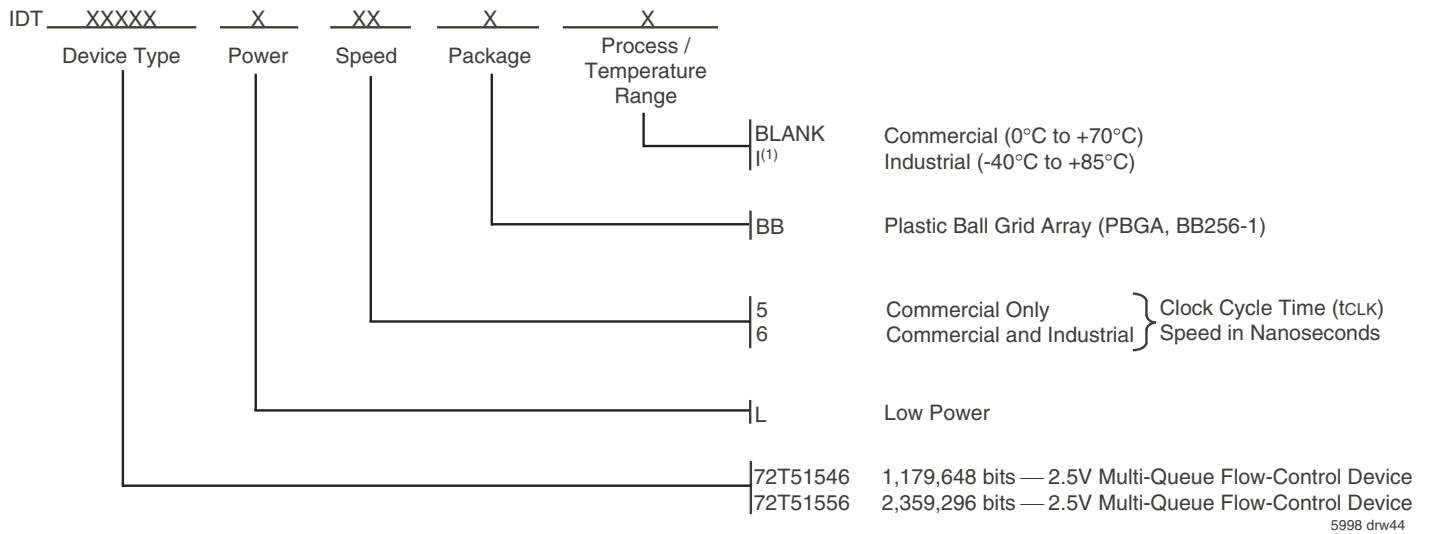 IDT XXXXX X XX X X
Device Type Power Speed Package Process / Temperature Range
BLANK Commercial (0°C to +70°C)
I(1) Industrial (-40°C to +85°C)
BB Plastic Ball Grid Array (PBGA, BB256-1)
5 Commercial Only
6 Commercial and Industrial
Clock Cycle Time (tCLK)
Speed in Nanoseconds
L Low Power
72T51546 1,179,648 bits — 2.5V Multi-Queue Flow-Control Device
72T51556 2,359,296 bits — 2.5V Multi-Queue Flow-Control Device
5998 drw44